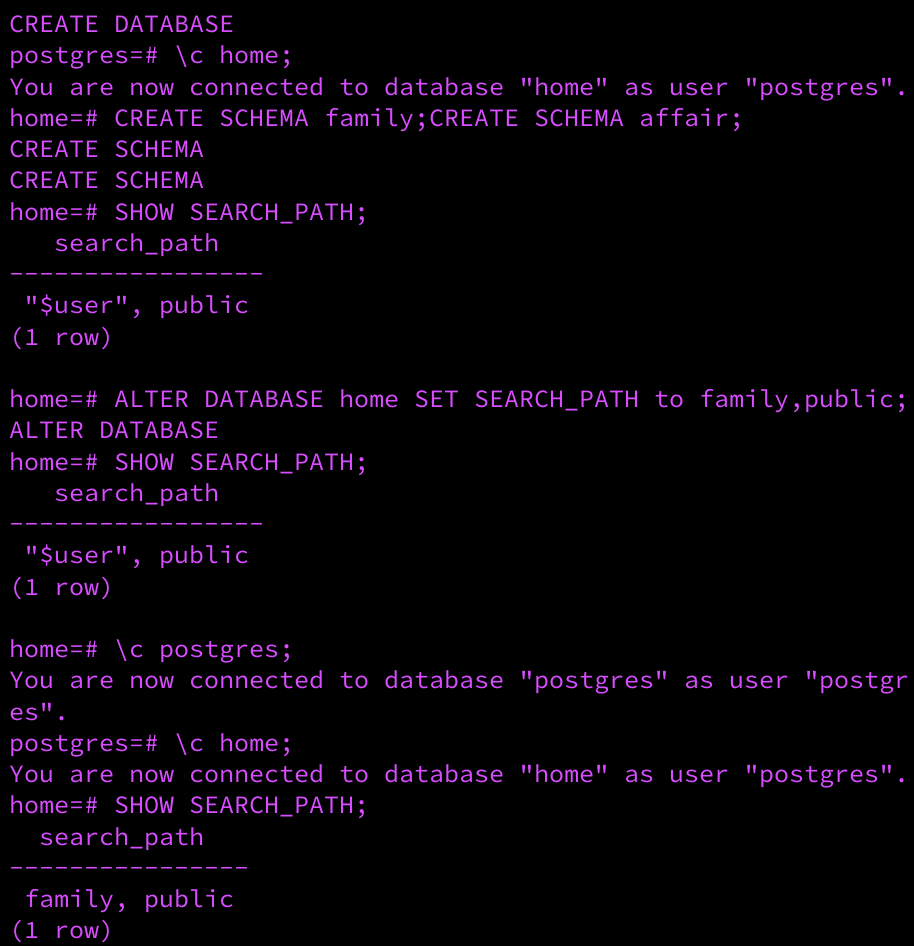 CREATE DATABASE
postgres=# \c home;
You are now connected to database "home" as user "postgres".
home=# CREATE SCHEMA family;CREATE SCHEMA affair;
CREATE SCHEMA
CREATE SCHEMA
home=# SHOW SEARCH_PATH;
   search_path
-----------------
 "$user", public
(1 row)

home=# ALTER DATABASE home SET SEARCH_PATH to family,public;
ALTER DATABASE
home=# SHOW SEARCH_PATH;
   search_path
-----------------
 "$user", public
(1 row)

home=# \c postgres;
You are now connected to database "postgres" as user "postgr
es".
postgres=# \c home;
You are now connected to database "home" as user "postgres".
home=# SHOW SEARCH_PATH;
  search_path
----------------
 family, public
(1 row)